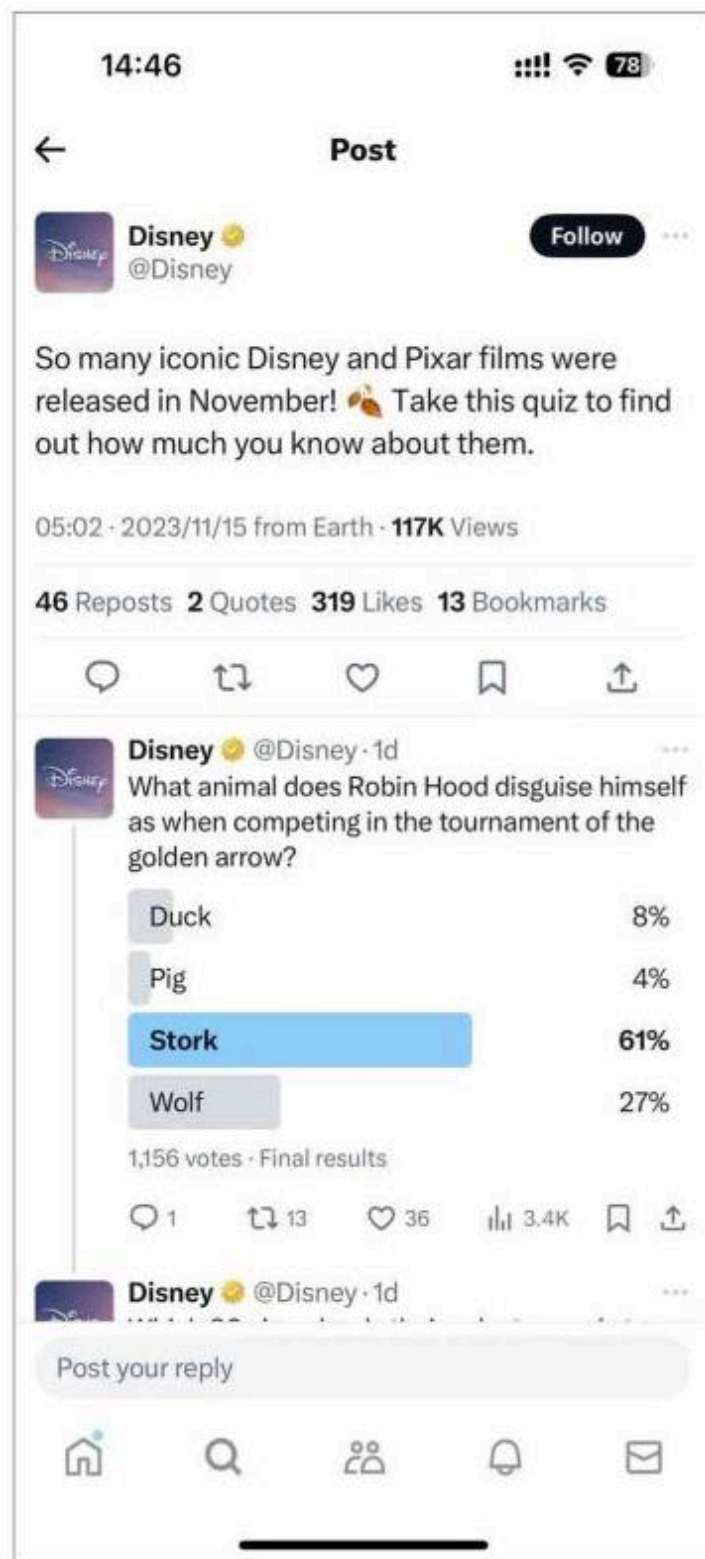 14:46
78
Post
Disney
Disney
@Disney
Follow
So many iconic Disney and Pixar films were
released in November! 🍂 Take this quiz to find
out how much you know about them.
05:02 · 2023/11/15 from Earth · 117K Views
46 Reposts 2 Quotes 319 Likes 13 Bookmarks
Disney
Disney @Disney · 1d
What animal does Robin Hood disguise himself
as when competing in the tournament of the
golden arrow?
Duck 8%
Pig 4%
Stork 61%
Wolf 27%
1,156 votes · Final results
1 13 36 3.4K
Disney
Disney @Disney · 1d
Post your reply